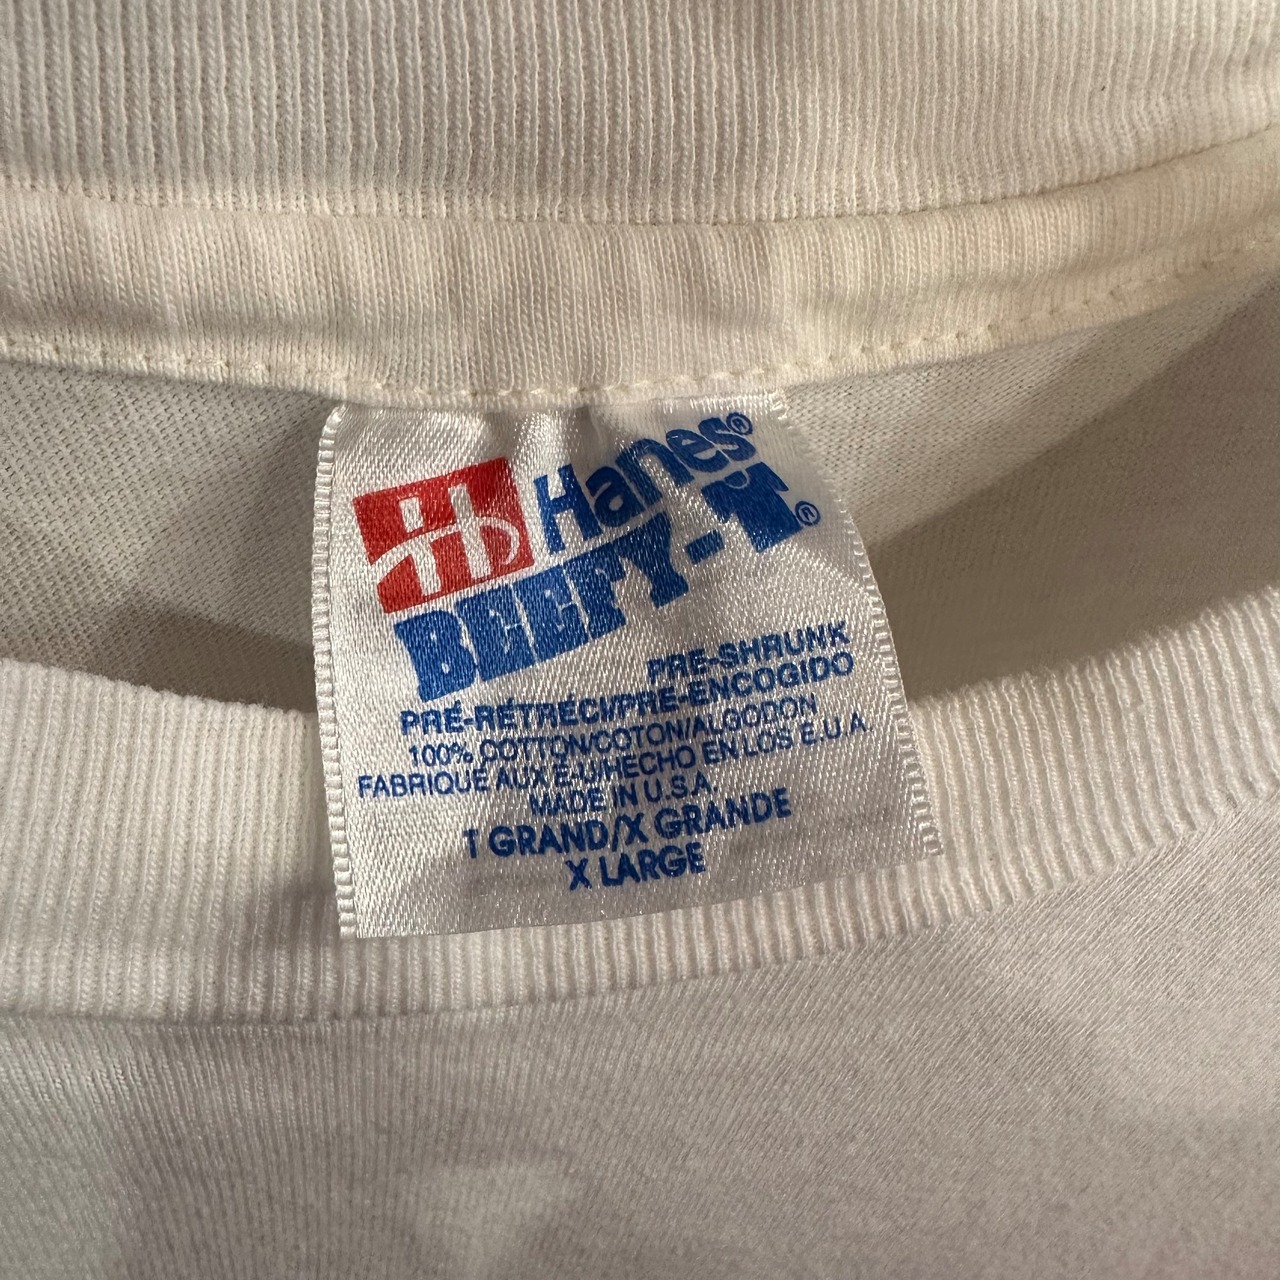 Hanes®
BEEFY-T.®
PRE-SHRUNK
PRÉ-RÉTRÉCI/PRE-ENCOGIDO
100% COTTON/COTON/ALGODON
FABRIQUÉ AUX É-U/HECHO EN LOS E.U.A.
MADE IN U.S.A.
T GRAND/X GRANDE
X LARGE